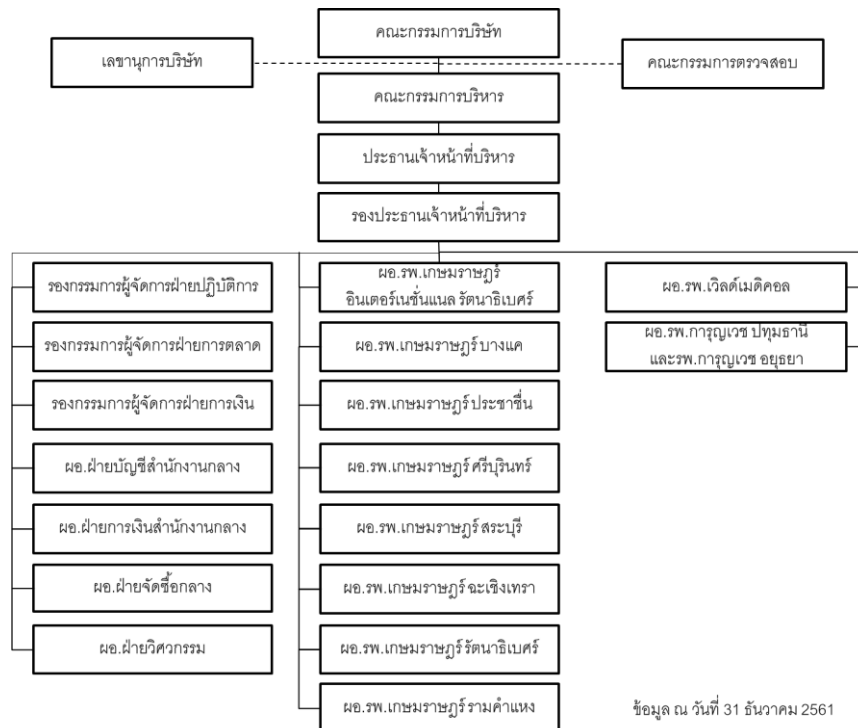 คณะกรรมการบริษัท
เลขานุการบริษัท
คณะกรรมการตรวจสอบ
คณะกรรมการบริหาร
ประธานเจ้าหน้าที่บริหาร
รองประธานเจ้าหน้าที่บริหาร
รองกรรมการผู้จัดการฝ่ายปฏิบัติการ
รองกรรมการผู้จัดการฝ่ายการตลาด
รองกรรมการผู้จัดการฝ่ายการเงิน
ผอ.ฝ่ายบัญชีสำนักงานกลาง
ผอ.ฝ่ายการเงินสำนักงานกลาง
ผอ.ฝ่ายจัดซื้อกลาง
ผอ.ฝ่ายวิศวกรรม
ผอ.รพ.เกษมราษฎร์
อินเตอร์เนชั่นแนล รัตนาธิเบศร์
ผอ.รพ.เกษมราษฎร์ บางแค
ผอ.รพ.เกษมราษฎร์ ประชาชื่น
ผอ.รพ.เกษมราษฎร์ ศรีบุรินทร์
ผอ.รพ.เกษมราษฎร์ สระบุรี
ผอ.รพ.เกษมราษฎร์ ฉะเชิงเทรา
ผอ.รพ.เกษมราษฎร์ รัตนาธิเบศร์
ผอ.รพ.เกษมราษฎร์ รามคำแหง
ผอ.รพ.เวิลด์เมดิคอล
ผอ.รพ.การุญเวช ปทุมธานี
และรพ.การุญเวช อยุธยา
ข้อมูล ณ วันที่ 31 ธันวาคม 2561